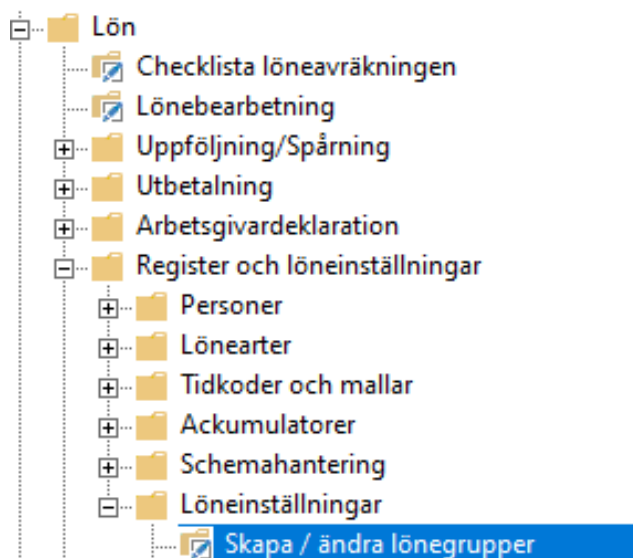 Lön
Checklista löneavräkningen
Lönebearbetning
Uppföljning/Spårning
Utbetalning
Arbetsgivardeklaration
Register och löneinställningar
Personer
Lönearter
Tidkoder och mallar
Ackumulatorer
Schemahantering
Löneinställningar
Skapa / ändra lönegrupper